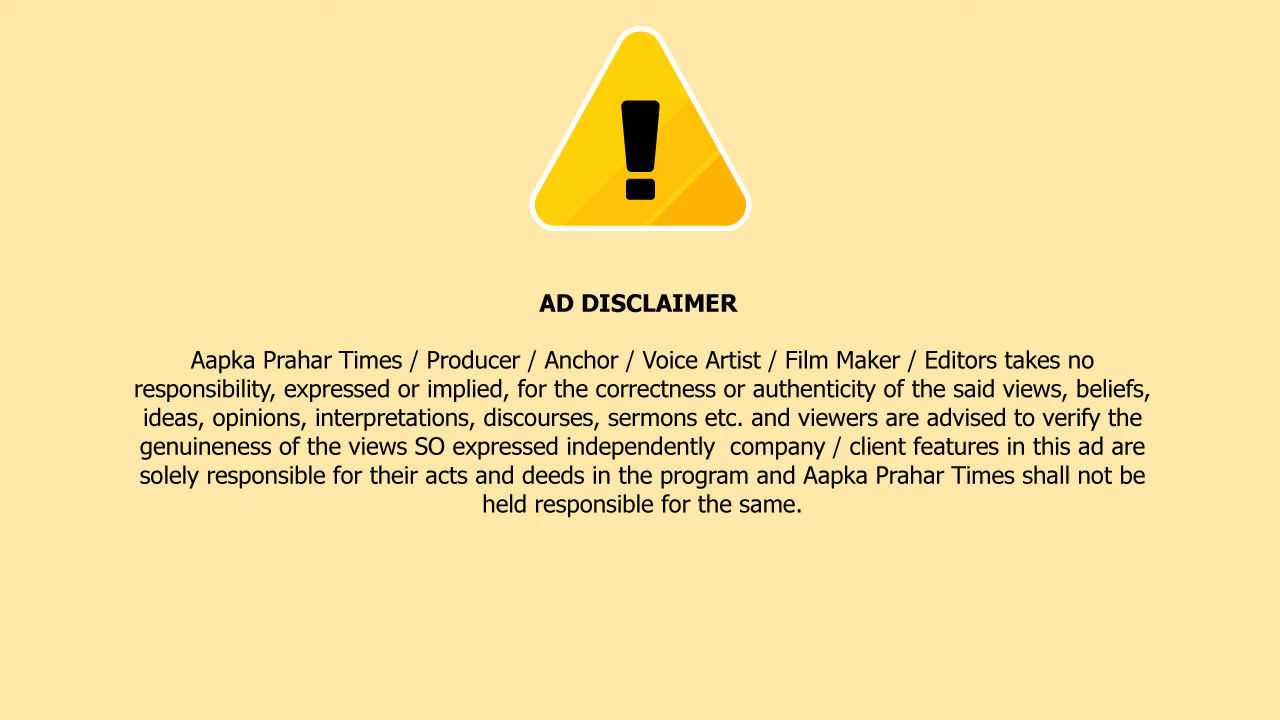 AD DISCLAIMER
Aapka Prahar Times / Producer / Anchor / Voice Artist / Film Maker / Editors takes no
responsibility, expressed or implied, for the correctness or authenticity of the said views, beliefs,
ideas, opinions, interpretations, discourses, sermons etc. and viewers are advised to verify the
genuineness of the views SO expressed independently  company / client features in this ad are
solely responsible for their acts and deeds in the program and Aapka Prahar Times shall not be
held responsible for the same.